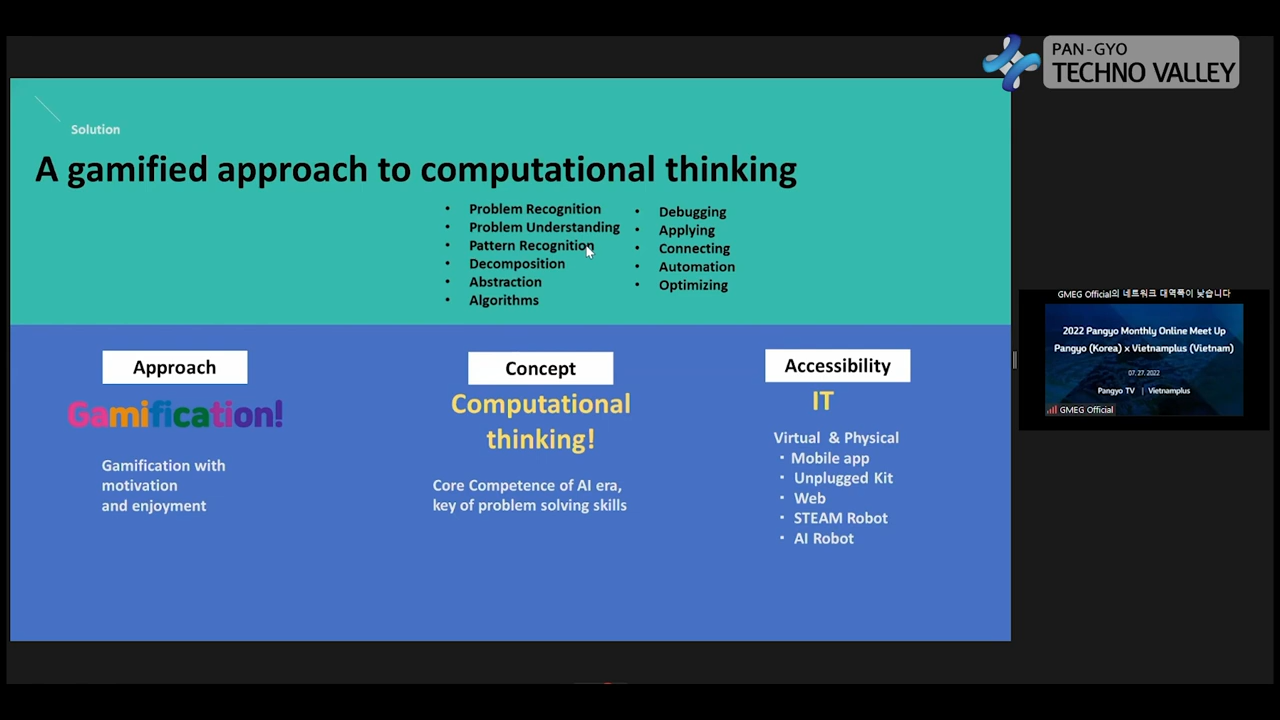 PAN-GYO
TECHNO VALLEY
Solution
A gamified approach to computational thinking
• Problem Recognition
• Problem Understanding
• Pattern Recognition
• Decomposition
• Abstraction
• Algorithms
• Debugging
• Applying
• Connecting
• Automation
• Optimizing
Approach
Gamification!
Gamification with
motivation
and enjoyment
Concept
Computational
thinking!
Core Competence of AI era,
key of problem solving skills
Accessibility
IT
Virtual & Physical
· Mobile app
· Unplugged Kit
· Web
· STEAM Robot
· AI Robot
GMEG Official의 네트워크 대역폭이 낮습니다
2022 Pangyo Monthly Online Meet Up
Pangyo (Korea) x Vietnamplus (Vietnam)
07. 27. 2022
Pangyo TV | Vietnamplus
GMEG Official